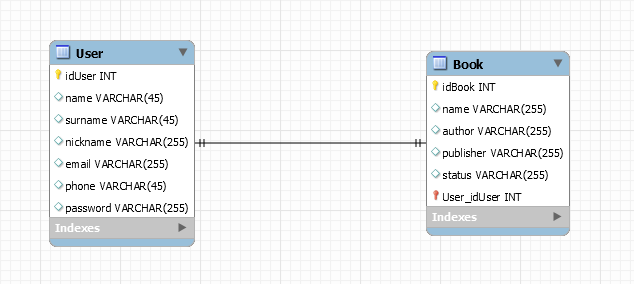 User
idUser INT
name VARCHAR(45)
surname VARCHAR(45)
nickname VARCHAR(255)
email VARCHAR(255)
phone VARCHAR(45)
password VARCHAR(255)
Indexes
Book
idBook INT
name VARCHAR(255)
author VARCHAR(255)
publisher VARCHAR(255)
status VARCHAR(255)
User_idUser INT
Indexes